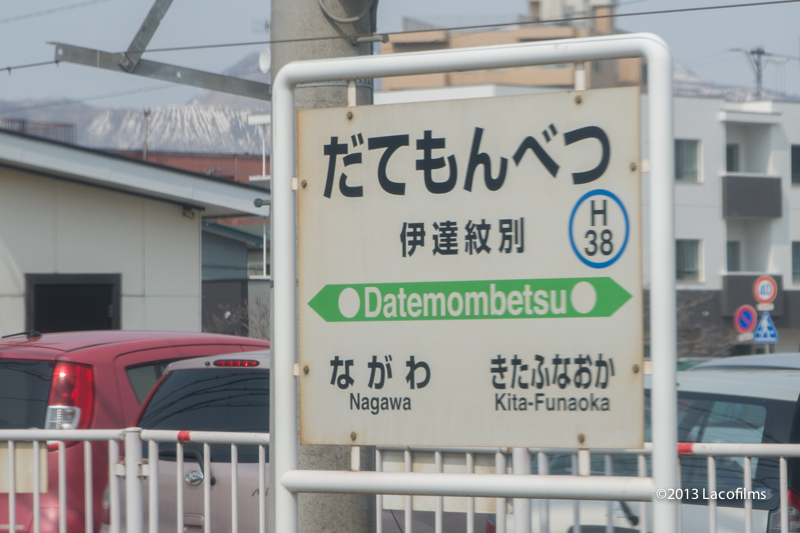 だてもんべつ
伊達紋別
H
38
Datemombetsu
ながわ
Nagawa
きたふなおか
Kita-Funaoka
40
©2013 Lacofilms